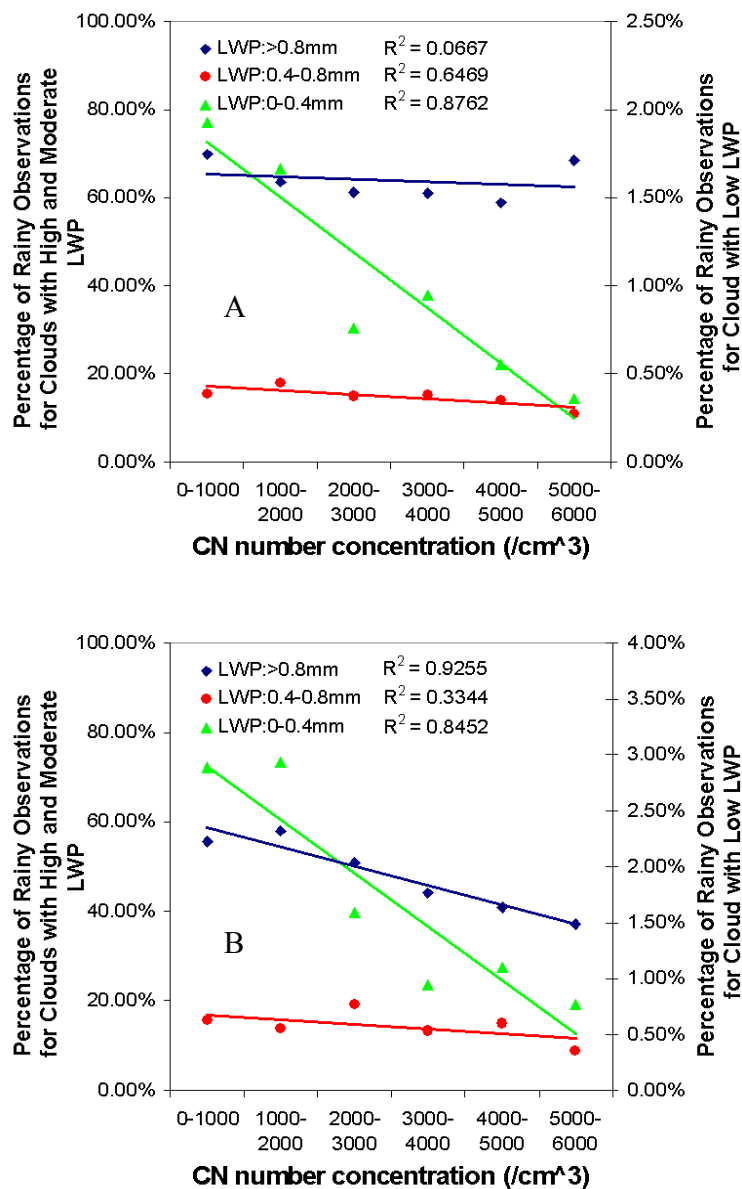 100.00%
80.00%
60.00%
40.00%
20.00%
0.00%
Percentage of Rainy Observations
for Clouds with High and Moderate
LWP
LWP:>0.8mm R² = 0.0667
LWP:0.4-0.8mm R² = 0.6469
LWP:0-0.4mm R² = 0.8762
A
2.50%
2.00%
1.50%
1.00%
0.50%
0.00%
Percentage of Rainy Observations
for Cloud with Low LWP
0-1000 1000- 2000- 3000- 4000- 5000-
2000 3000 4000 5000 6000
CN number concentration (/cm^3)
100.00%
80.00%
60.00%
40.00%
20.00%
0.00%
Percentage of Rainy Observations
for Clouds with High and Moderate
LWP
LWP:>0.8mm R² = 0.9255
LWP:0.4-0.8mm R² = 0.3344
LWP:0-0.4mm R² = 0.8452
B
4.00%
3.50%
3.00%
2.50%
2.00%
1.50%
1.00%
0.50%
0.00%
Percentage of Rainy Observations
for Cloud with Low LWP
0-1000 1000- 2000- 3000- 4000- 5000-
2000 3000 4000 5000 6000
CN number concentration (/cm^3)